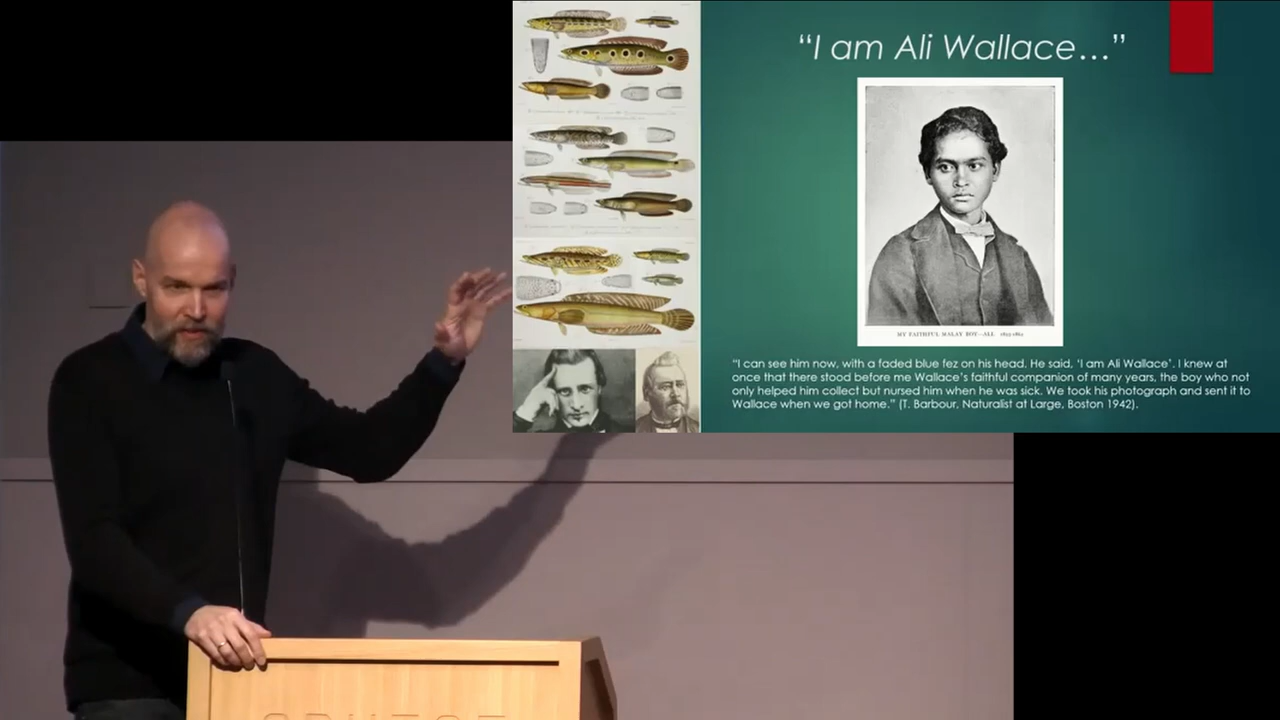 “I am Ali Wallace…”
MY FAITHFUL MALAY BOY—ALI.
“I can see him now, with a faded blue fez on his head. He said, ‘I am Ali Wallace’. I knew at
once that there stood before me Wallace’s faithful companion of many years, the boy who not
only helped him collect but nursed him when he was sick. We took his photograph and sent it to
Wallace when we got home.” (T. Barbour, Naturalist at Large, Boston 1942).